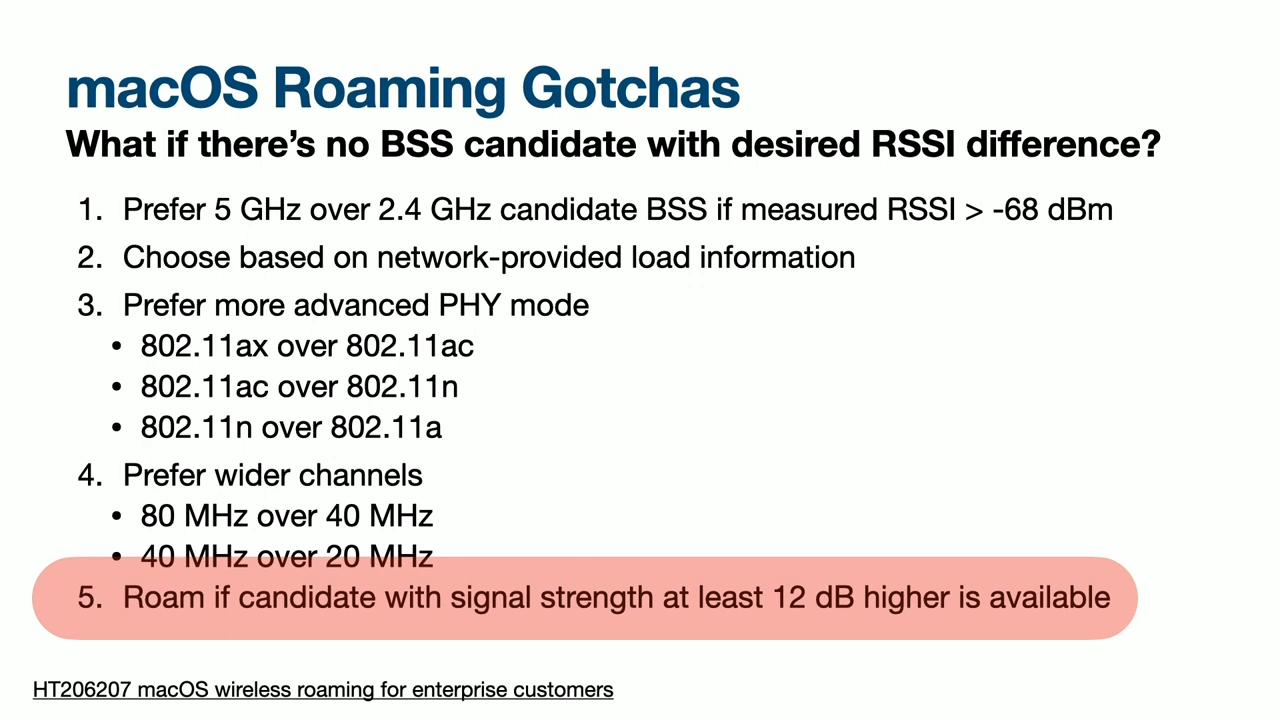 macOS Roaming Gotchas
What if there’s no BSS candidate with desired RSSI difference?
1. Prefer 5 GHz over 2.4 GHz candidate BSS if measured RSSI > -68 dBm
2. Choose based on network-provided load information
3. Prefer more advanced PHY mode
• 802.11ax over 802.11ac
• 802.11ac over 802.11n
• 802.11n over 802.11a
4. Prefer wider channels
• 80 MHz over 40 MHz
• 40 MHz over 20 MHz
5. Roam if candidate with signal strength at least 12 dB higher is available
HT206207 macOS wireless roaming for enterprise customers